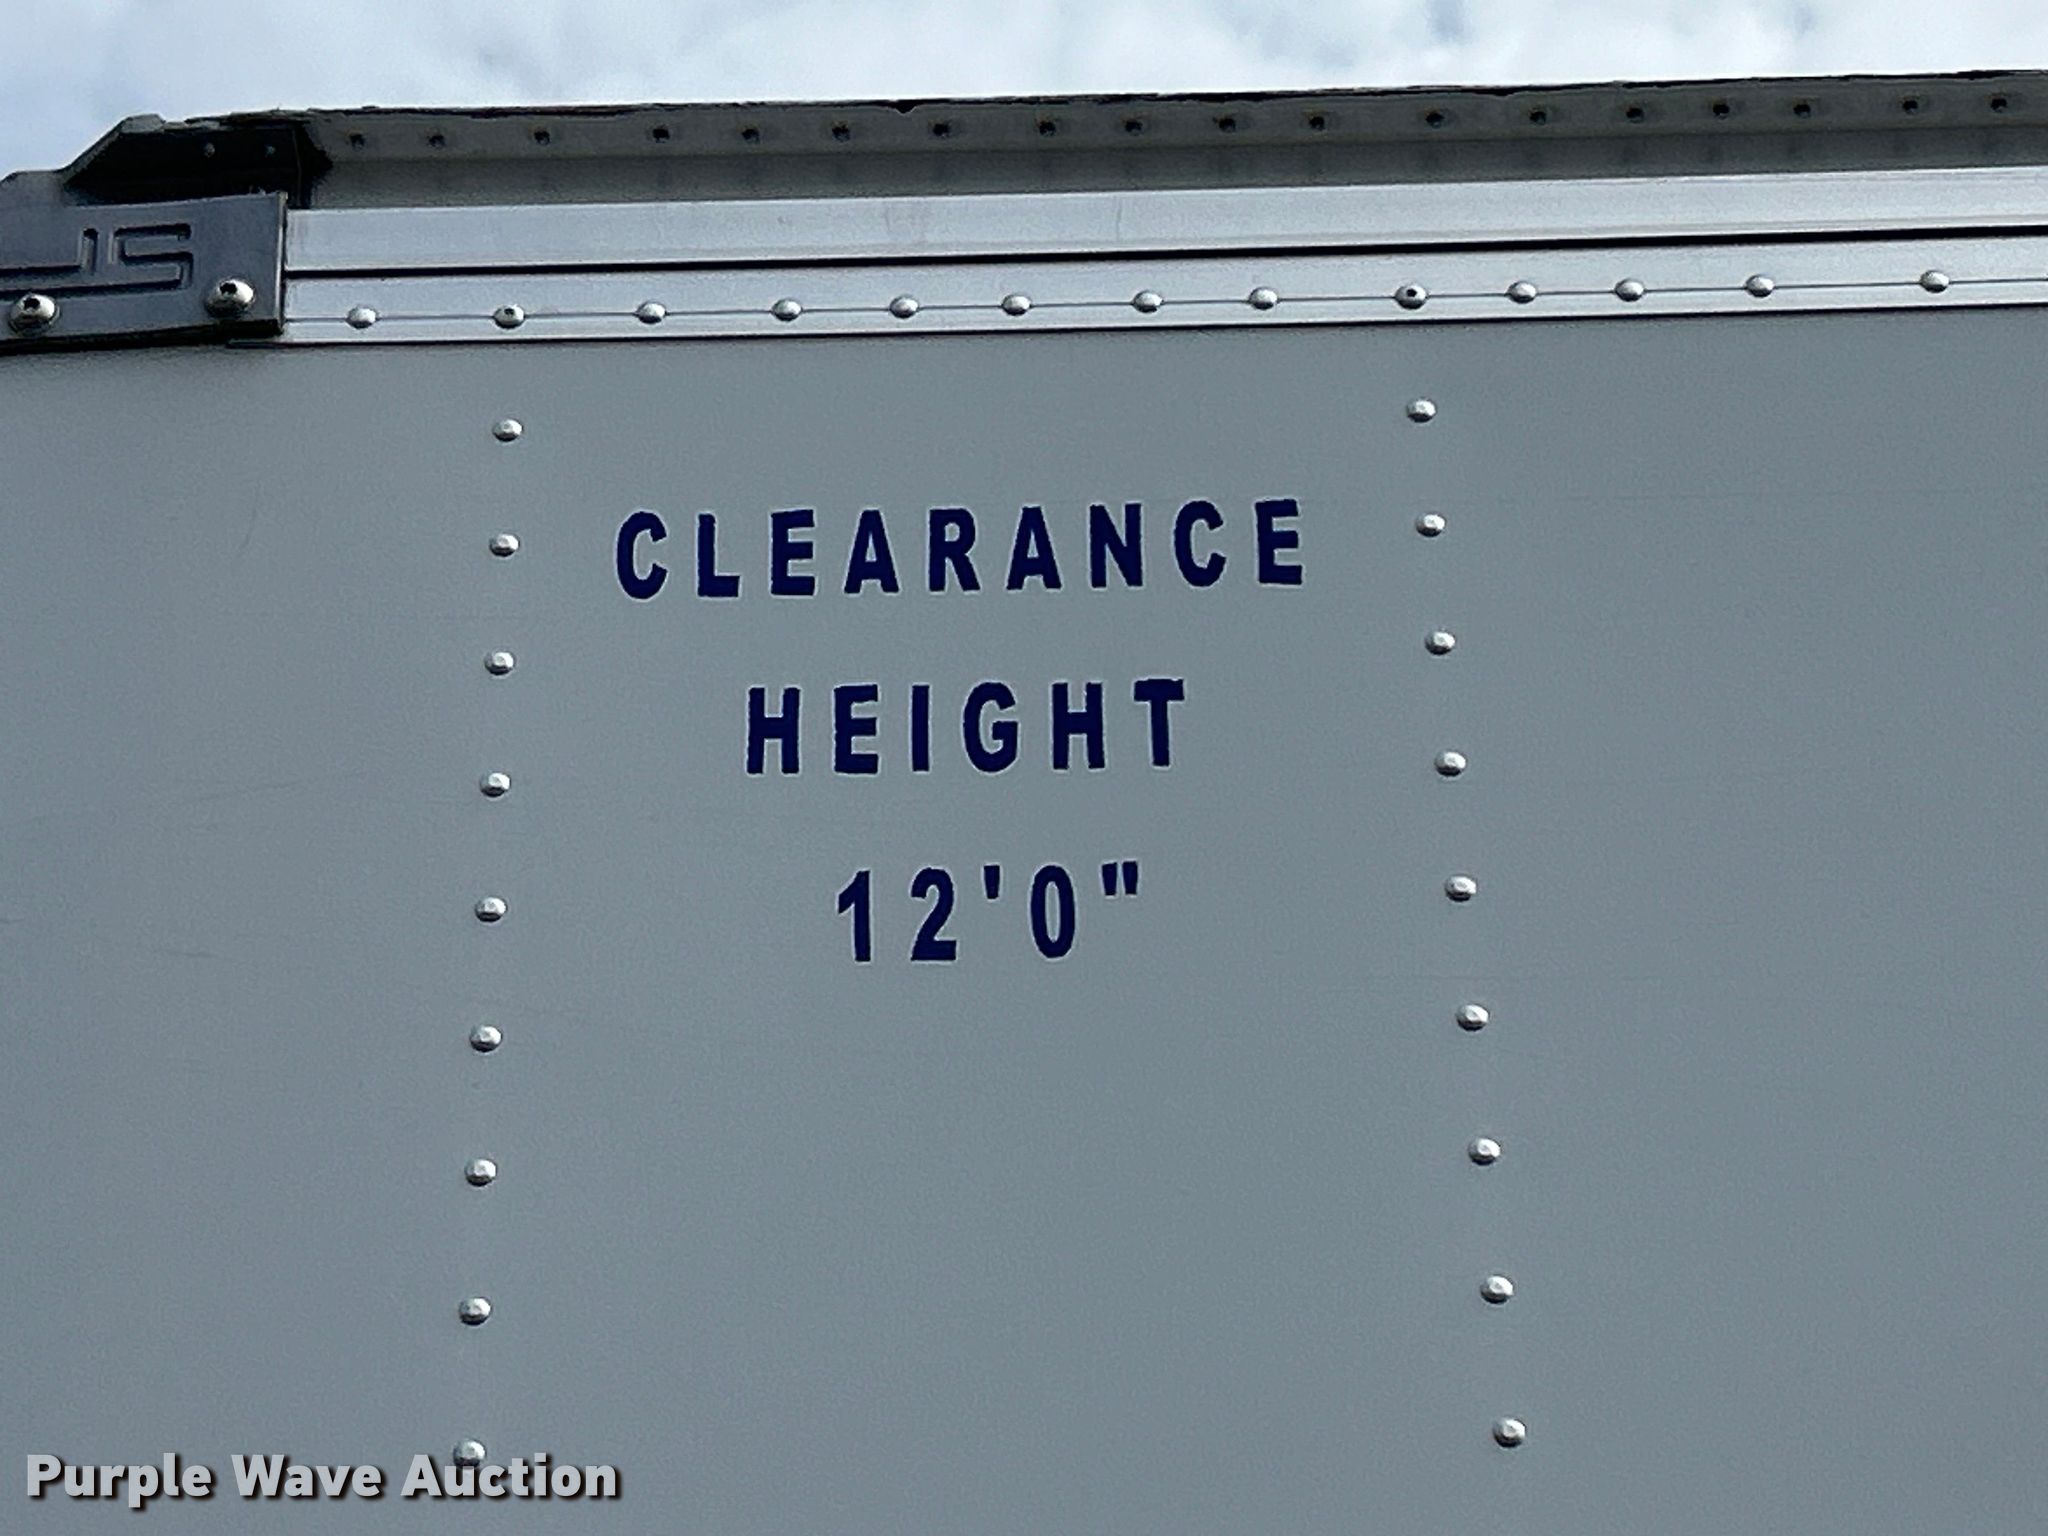 CLEARANCE
HEIGHT
12'0"
Purple Wave Auction